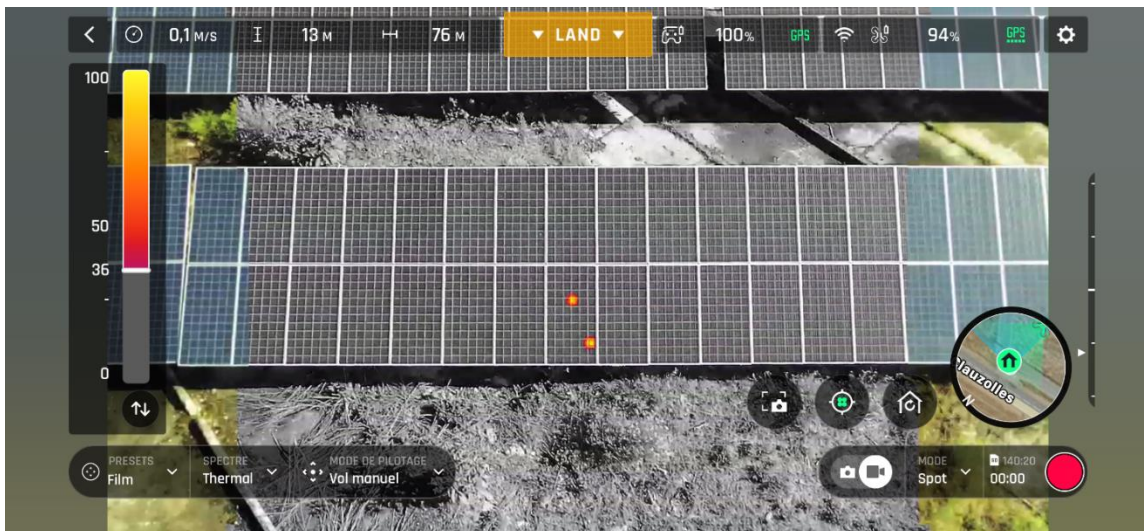 0,1 M/S
13 M
76 M
LAND
100%
GPS
94%
GPS
100
50
36
0
PRESETS
Film
SPECTRE
Thermal
MODE DE PILOTAGE
Vol manuel
Clauzolles
N
MODE
Spot
140:20
00:00